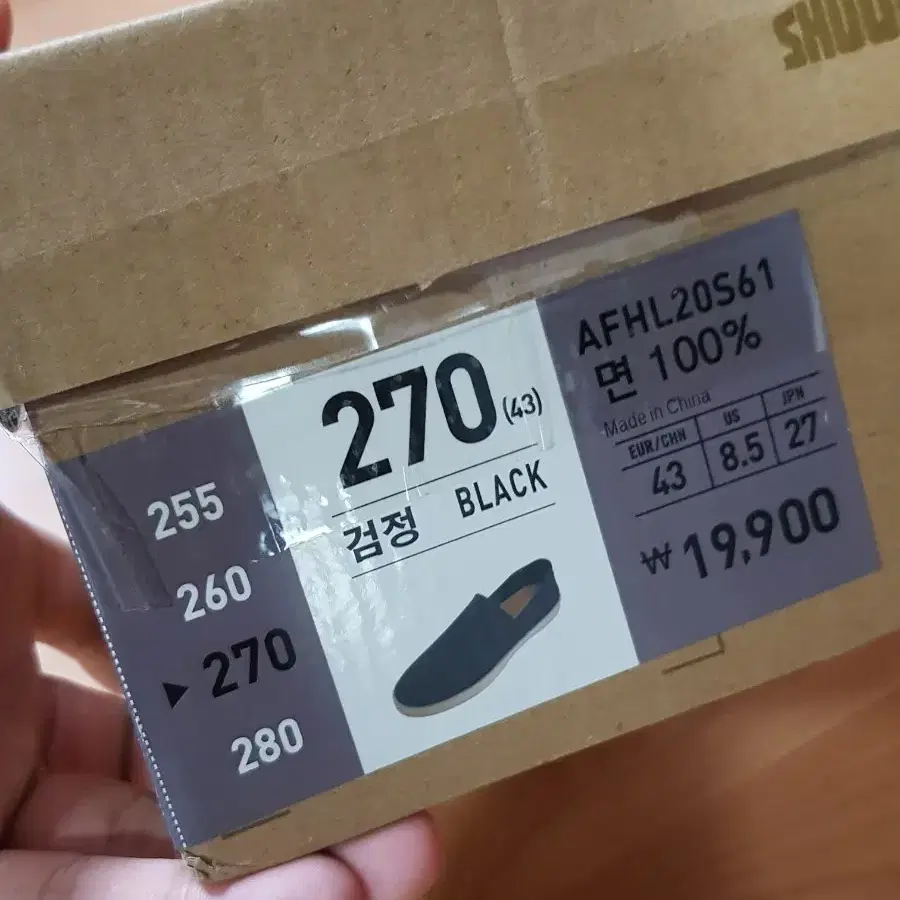 255
260
▶ 270
280
270 (43)
검정 BLACK
AFHL20S61
면 100%
Made in China
EUR/CHN US JPN
43 8.5 27
₩19,900